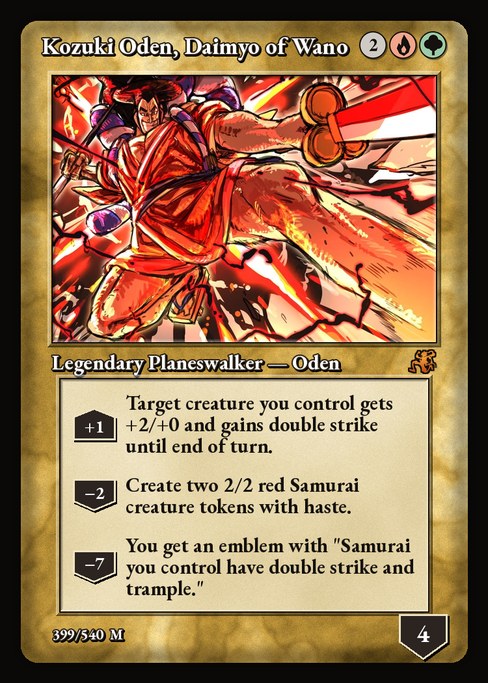 Kozuki Oden, Daimyo of Wano 2
Legendary Planeswalker — Oden
+1 Target creature you control gets
+2/+0 and gains double strike
until end of turn.
−2 Create two 2/2 red Samurai
creature tokens with haste.
−7 You get an emblem with "Samurai
you control have double strike and
trample."
399/540 M
4